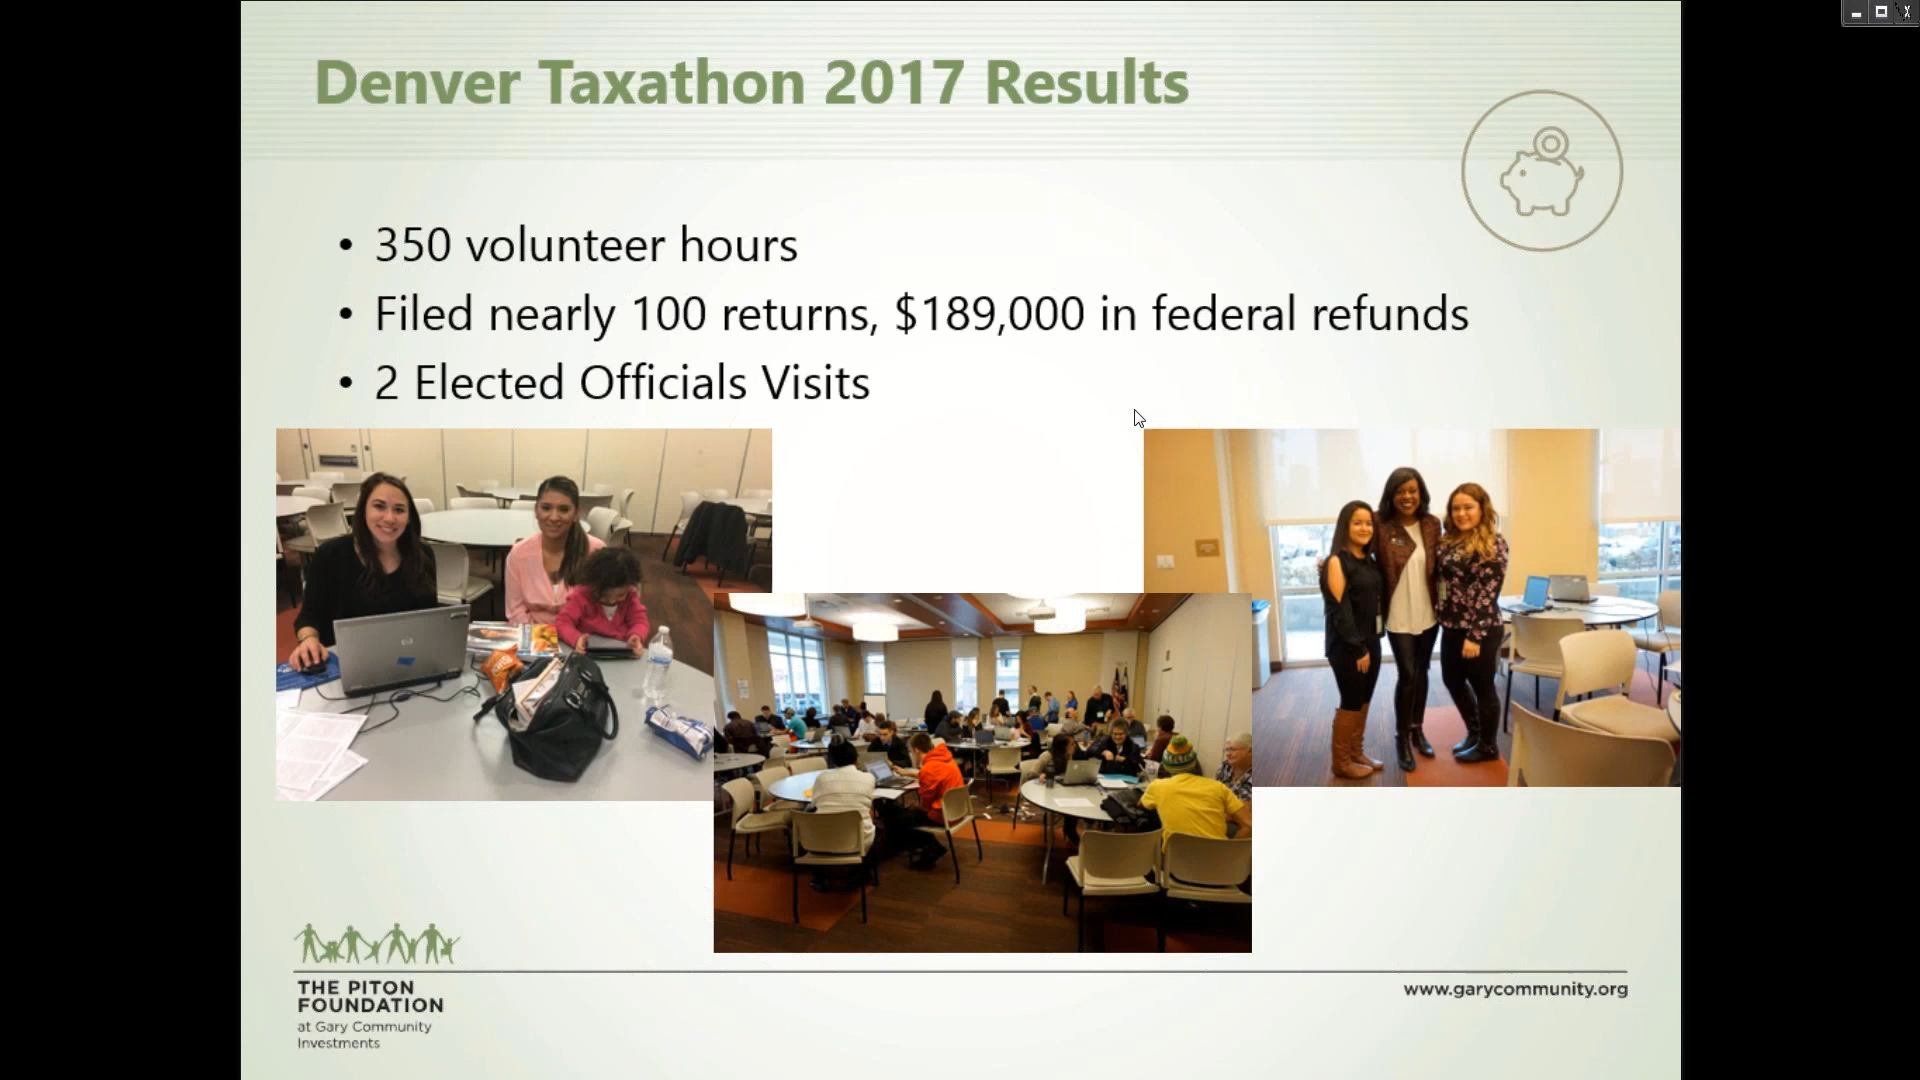 Denver Taxathon 2017 Results
• 350 volunteer hours
• Filed nearly 100 returns, $189,000 in federal refunds
• 2 Elected Officials Visits
THE PITON
FOUNDATION
at Gary Community
Investments
www.garycommunity.org